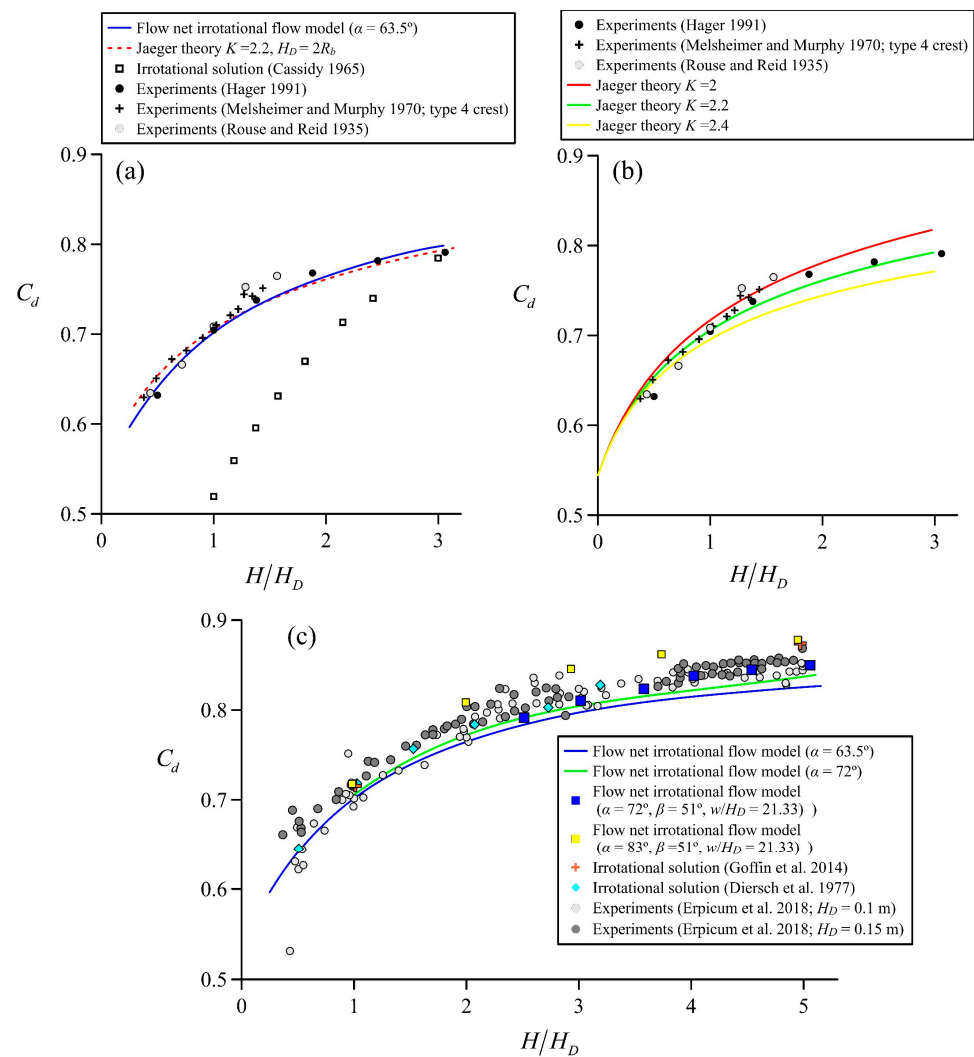 Flow net irrotational flow model (α = 63.5º)
Jaeger theory K =2.2, H_D = 2R_b
Irrotational solution (Cassidy 1965)
Experiments (Hager 1991)
Experiments (Melsheimer and Murphy 1970; type 4 crest)
Experiments (Rouse and Reid 1935)
(a)
0.9
0.8
0.7
0.6
0.5
C_d
0
1
2
3
H/H_D
Experiments (Hager 1991)
Experiments (Melsheimer and Murphy 1970; type 4 crest)
Experiments (Rouse and Reid 1935)
Jaeger theory K =2
Jaeger theory K =2.2
Jaeger theory K =2.4
(b)
0.9
0.8
0.7
0.6
0.5
C_d
0
1
2
3
H/H_D
(c)
0.9
0.8
0.7
0.6
0.5
C_d
0
1
2
3
4
5
H/H_D
Flow net irrotational flow model (α = 63.5º)
Flow net irrotational flow model (α = 72º)
Flow net irrotational flow model
(α = 72º, β = 51º, w/H_D = 21.33) )
Flow net irrotational flow model
(α = 83º, β =51º, w/H_D = 21.33) )
Irrotational solution (Goffin et al. 2014)
Irrotational solution (Diersch et al. 1977)
Experiments (Erpicum et al. 2018; H_D = 0.1 m)
Experiments (Erpicum et al. 2018; H_D = 0.15 m)